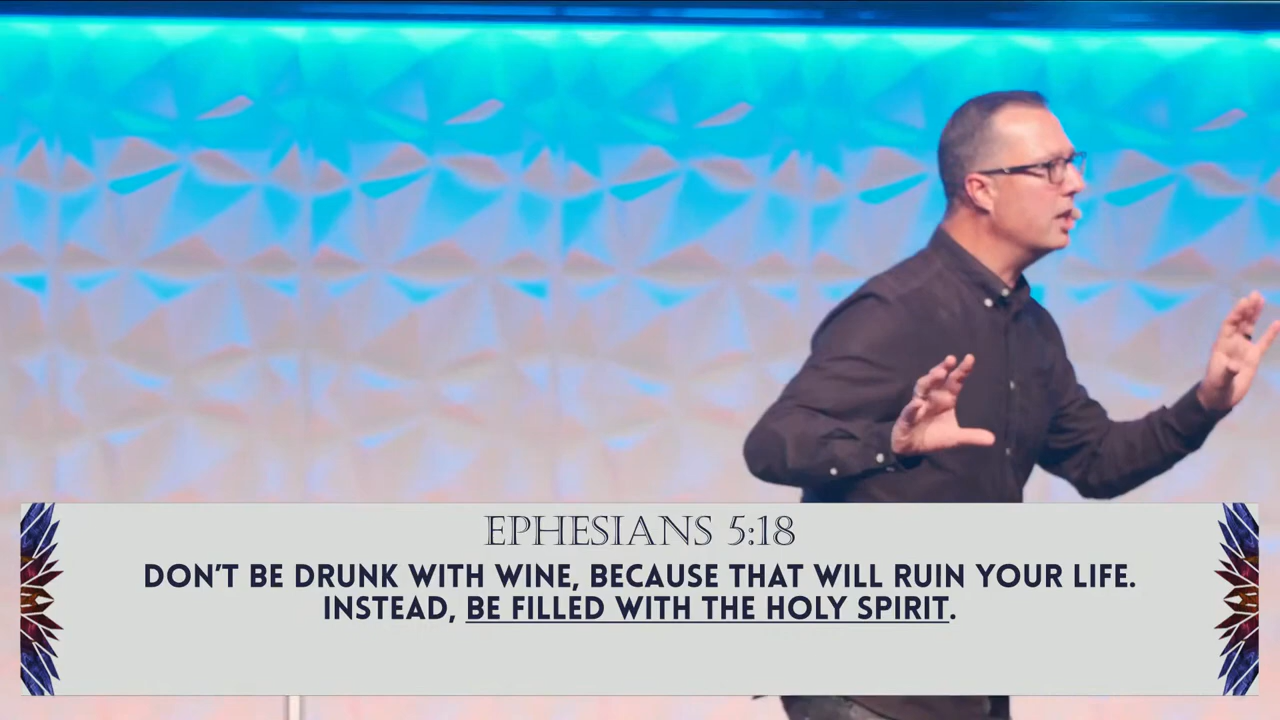 EPHESIANS 5:18
DON'T BE DRUNK WITH WINE, BECAUSE THAT WILL RUIN YOUR LIFE.
INSTEAD, BE FILLED WITH THE HOLY SPIRIT.